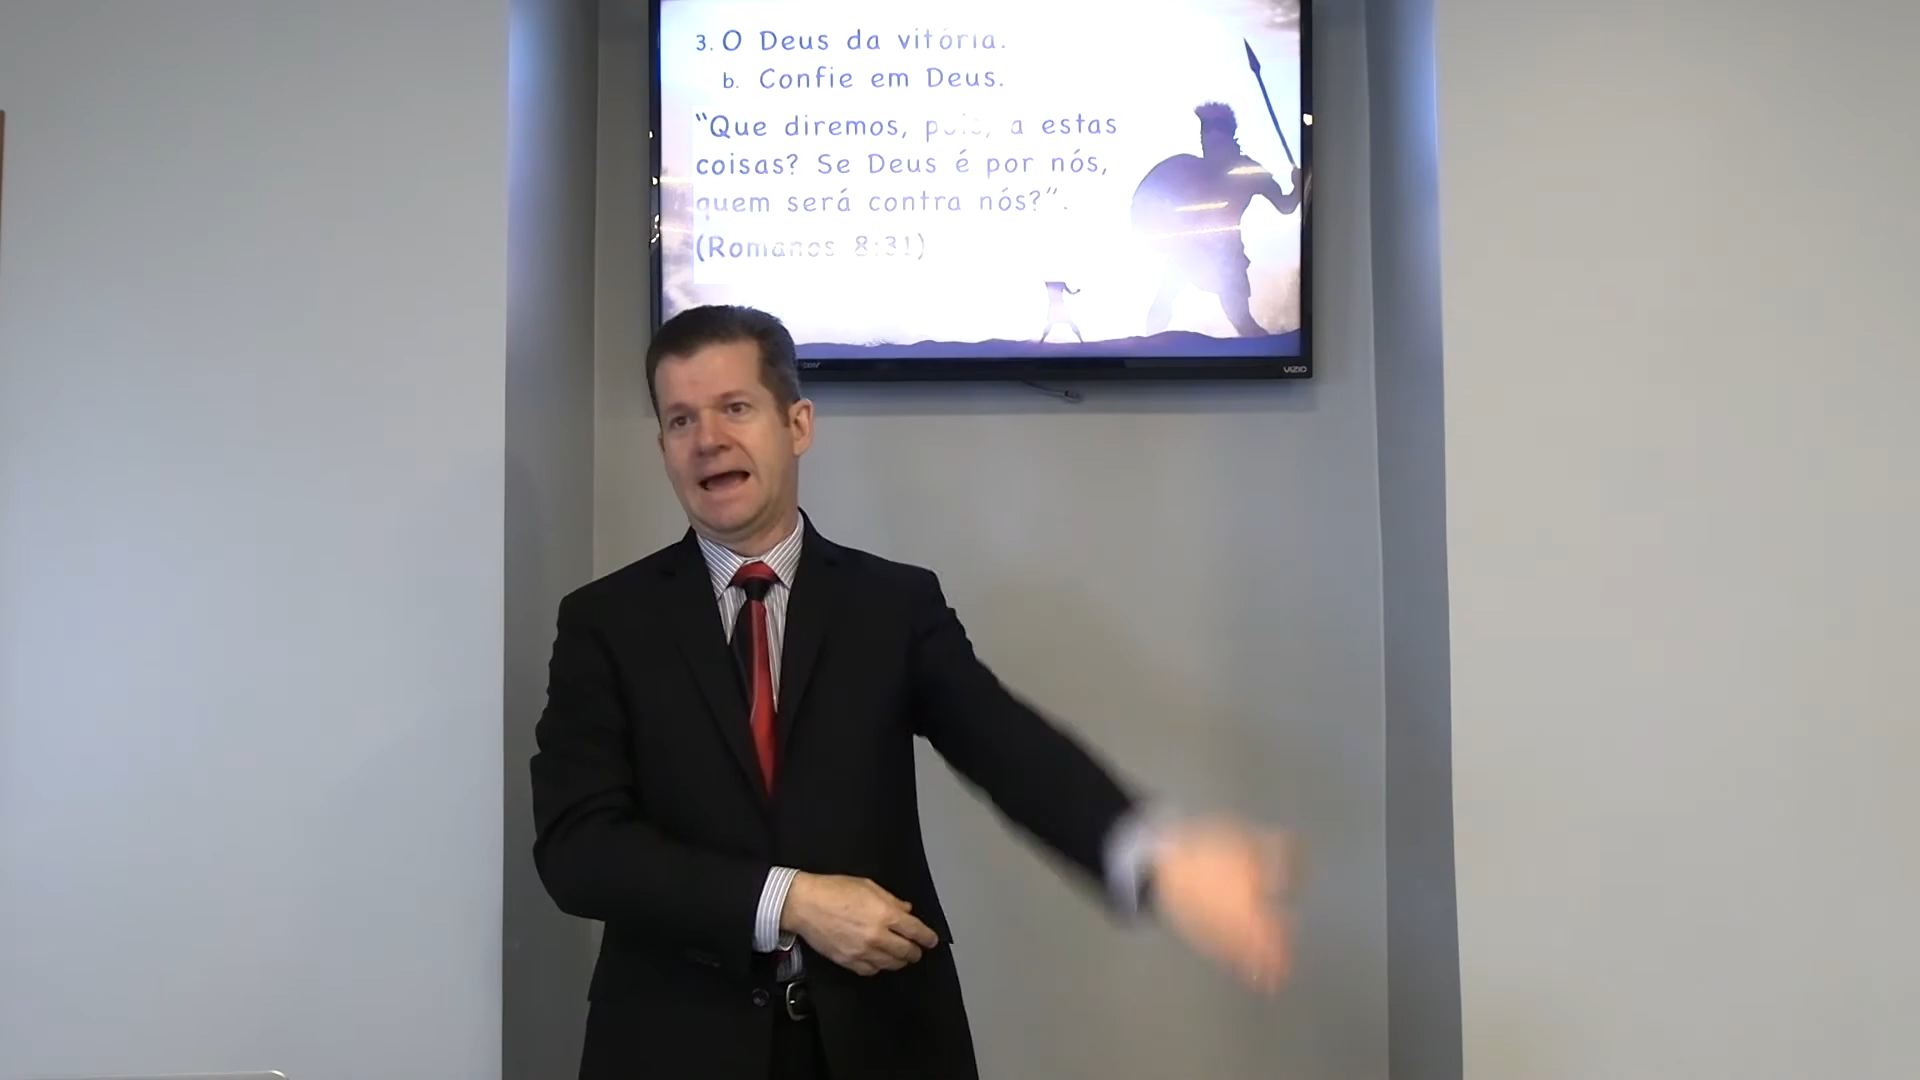 3. O Deus da vitória.
b. Confie em Deus.
“Que diremos, pois, a estas
coisas? Se Deus é por nós,
quem será contra nós?”.
(Romanos 8:31)
VIZIO